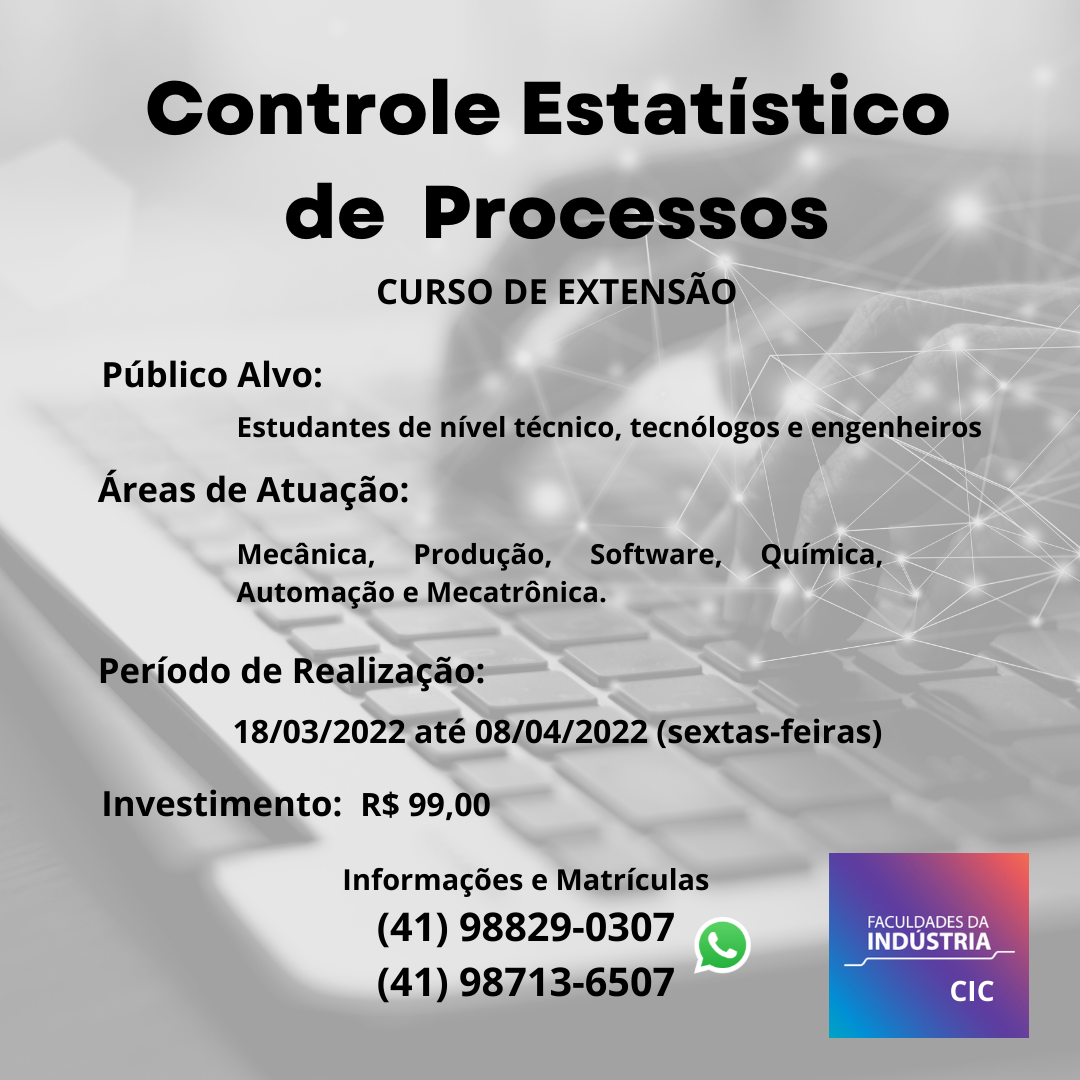 Controle Estatístico
de Processos
CURSO DE EXTENSÃO
Público Alvo:
Estudantes de nível técnico, tecnólogos e engenheiros
Áreas de Atuação:
Mecânica, Produção, Software, Química,
Automação e Mecatrônica.
Período de Realização:
18/03/2022 até 08/04/2022 (sextas-feiras)
Investimento: R$ 99,00
Informações e Matrículas
(41) 98829-0307
(41) 98713-6507
FACULDADES DA
INDÚSTRIA
CIC